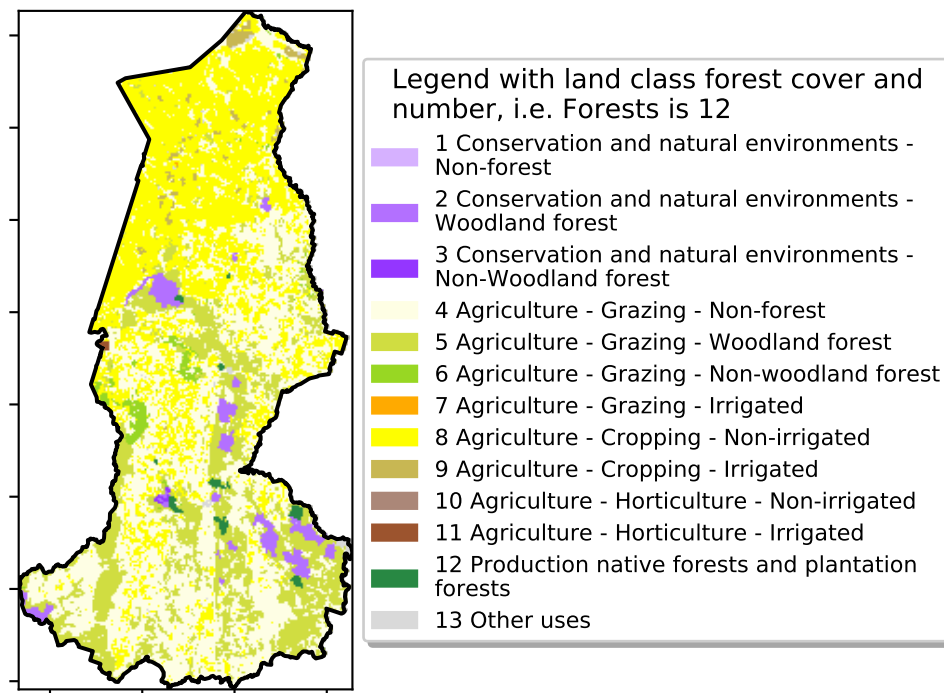 Legend with land class forest cover and
number, i.e. Forests is 12
1 Conservation and natural environments -
Non-forest
2 Conservation and natural environments -
Woodland forest
3 Conservation and natural environments -
Non-Woodland forest
4 Agriculture - Grazing - Non-forest
5 Agriculture - Grazing - Woodland forest
6 Agriculture - Grazing - Non-woodland forest
7 Agriculture - Grazing - Irrigated
8 Agriculture - Cropping - Non-irrigated
9 Agriculture - Cropping - Irrigated
10 Agriculture - Horticulture - Non-irrigated
11 Agriculture - Horticulture - Irrigated
12 Production native forests and plantation
forests
13 Other uses